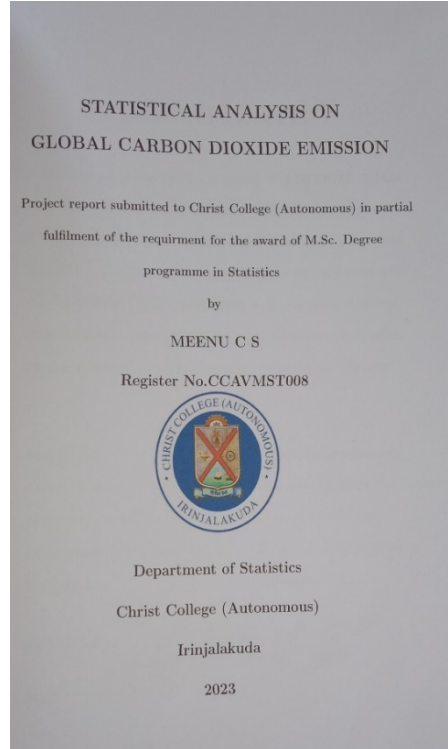 STATISTICAL ANALYSIS ON
GLOBAL CARBON DIOXIDE EMISSION
Project report submitted to Christ College (Autonomous) in partial
fulfilment of the requirment for the award of M.Sc. Degree
programme in Statistics
by
MEENU C S
Register No.CCAVMST008
CHRIST COLLEGE (AUTONOMOUS)
IRINJALAKUDA
Department of Statistics
Christ College (Autonomous)
Irinjalakuda
2023